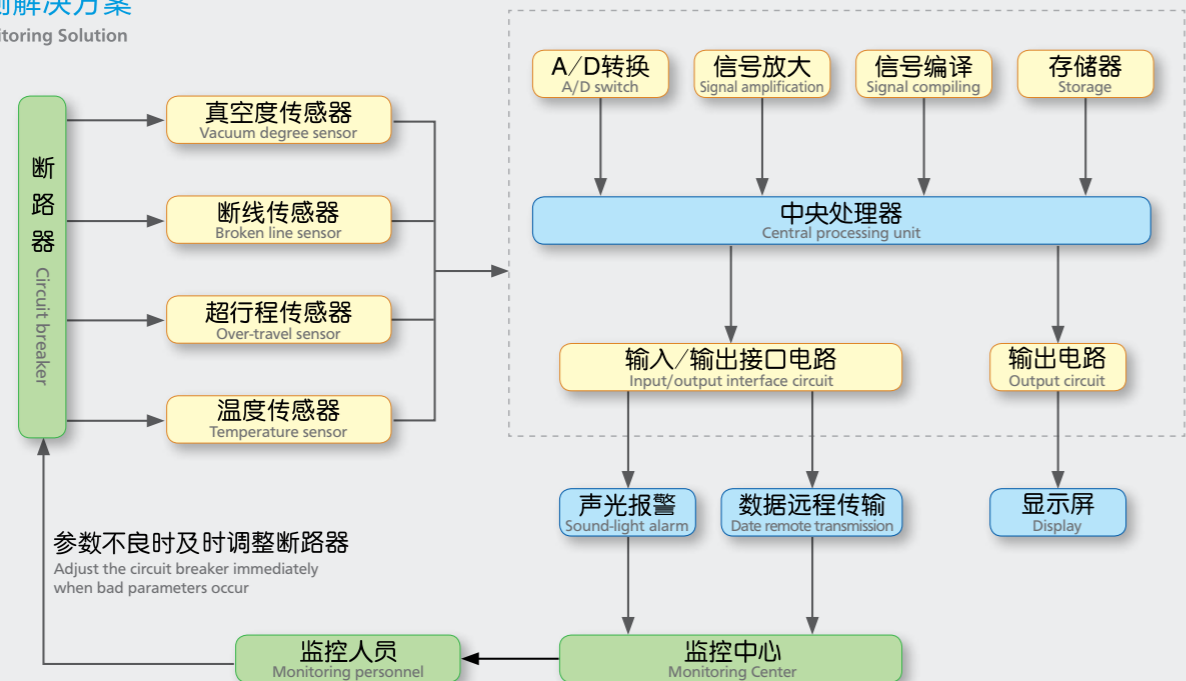 测解决方案
itoring Solution
A/D转换
A/D switch
信号放大
Signal amplification
信号编译
Signal compiling
存储器
Storage
断路器 Circuit breaker
真空度传感器
Vacuum degree sensor
断线传感器
Broken line sensor
超行程传感器
Over-travel sensor
温度传感器
Temperature sensor
中央处理器
Central processing unit
输入/输出接口电路
Input/output interface circuit
输出电路
Output circuit
声光报警
Sound-light alarm
数据远程传输
Date remote transmission
显示屏
Display
参数不良时及时调整断路器
Adjust the circuit breaker immediately
when bad parameters occur
监控人员
Monitoring personnel
监控中心
Monitoring Center